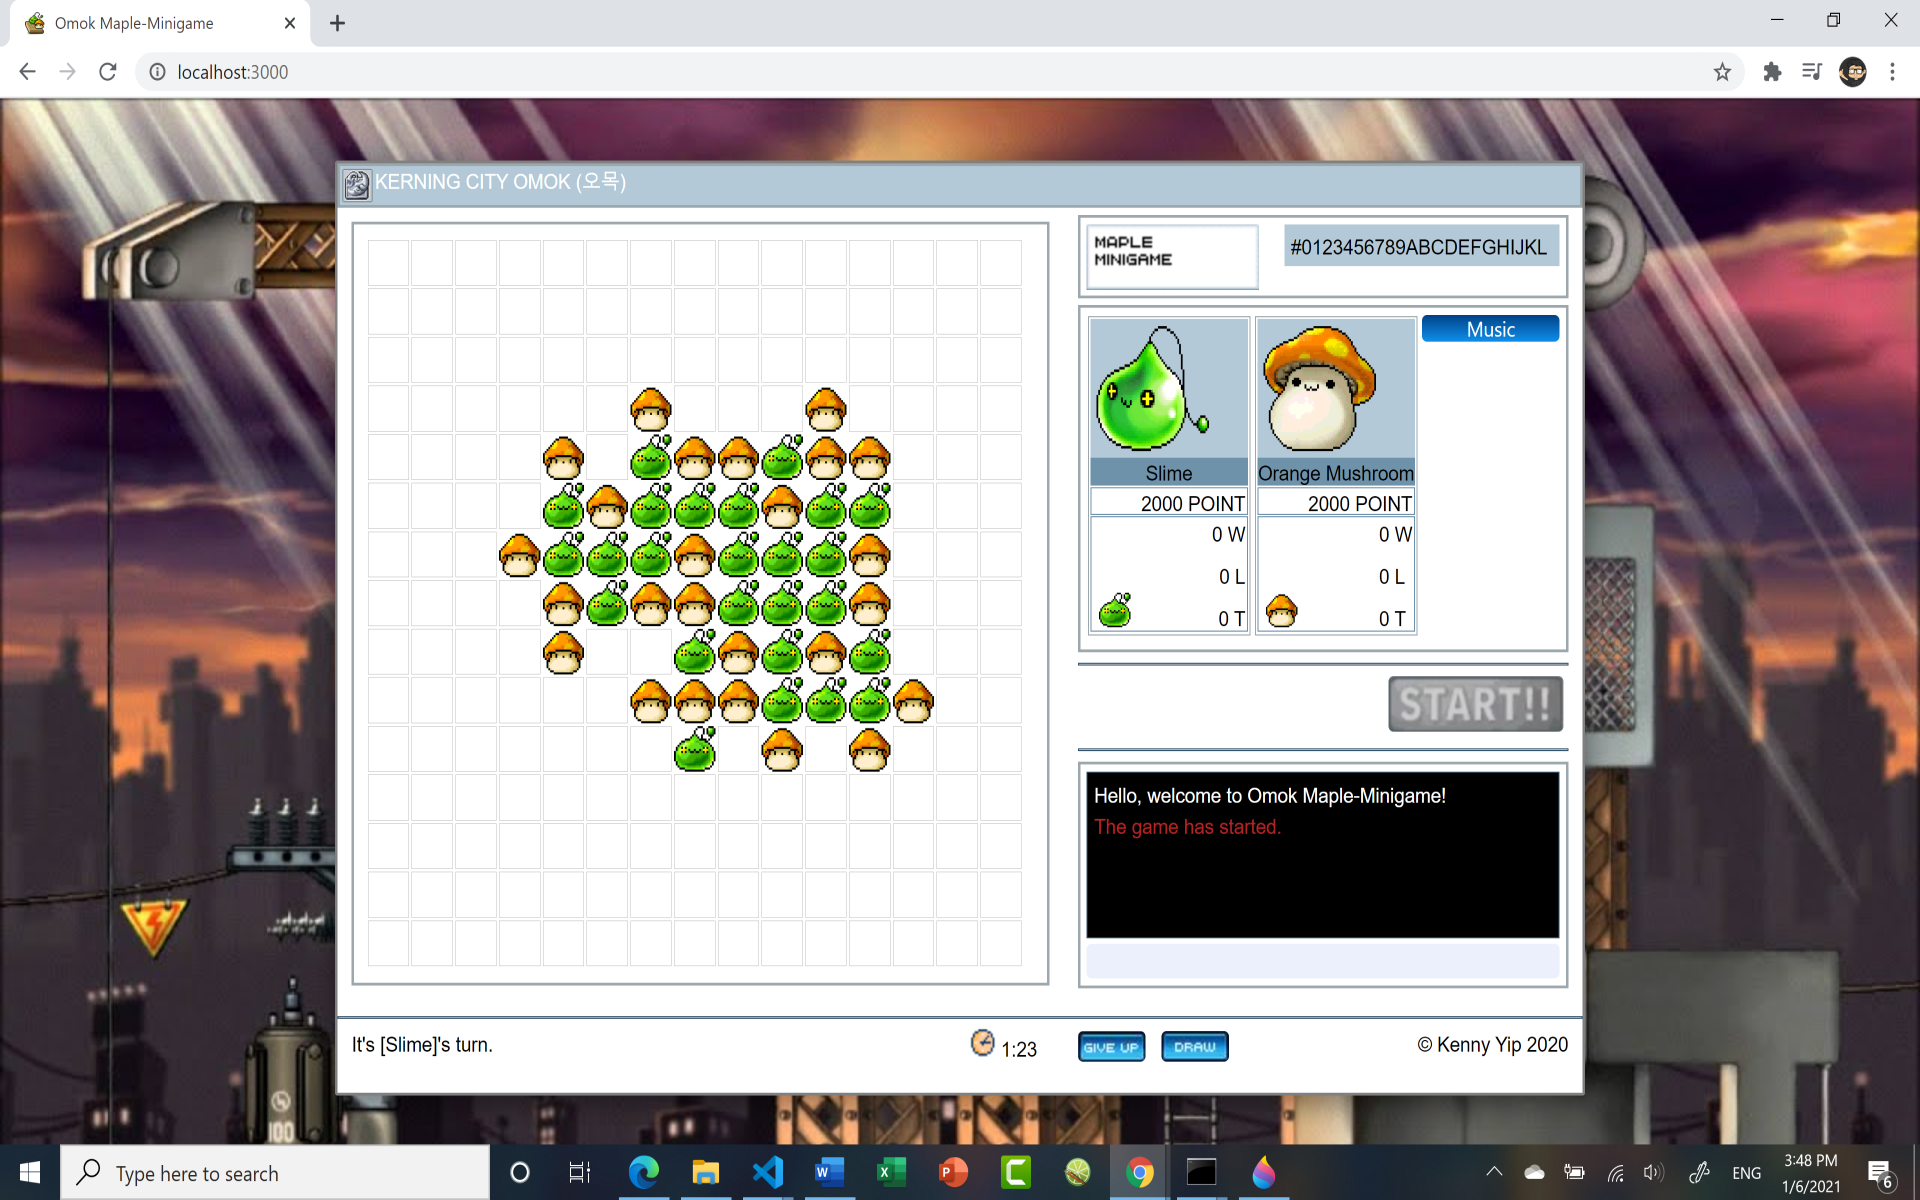 Omok Maple-Minigame
localhost:3000
KERNING CITY OMOK (오목)
MAPLE
MINIGAME
#0123456789ABCDEFGHIJKL
Music
Slime
Orange Mushroom
2000 POINT
2000 POINT
0 W
0 W
0 L
0 L
0 T
0 T
START!!
Hello, welcome to Omok Maple-Minigame!
The game has started.
It's [Slime]'s turn.
1:23
GIVE UP
DRAW
© Kenny Yip 2020
100
Type here to search
ENG
3:48 PM
1/6/2021
6